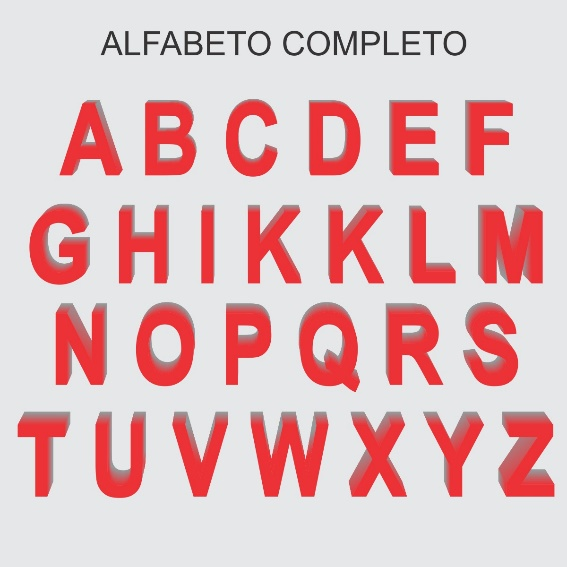 ALFABETO COMPLETO
ABCDEF
GHIKKLM
NOPQRS
TUVWXYZ